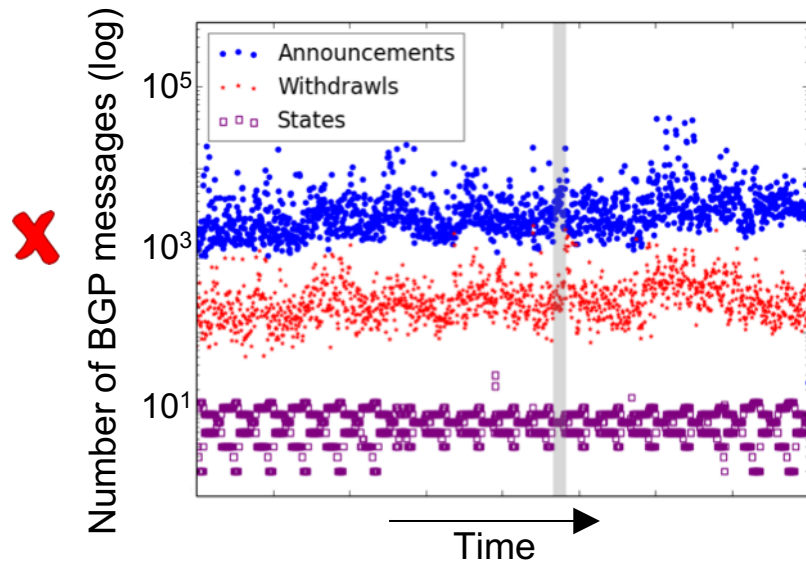 Number of BGP messages (log)
10^5
10^3
10^1
Announcements
Withdrawls
States
Time